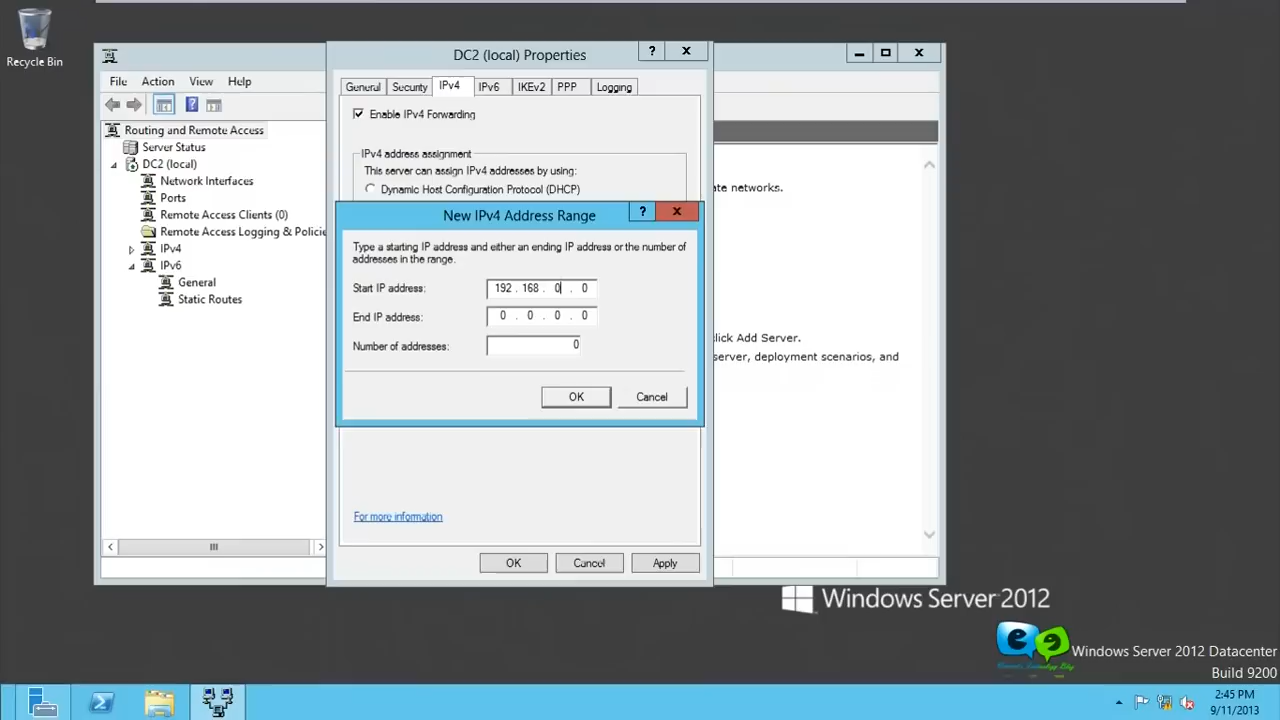 Recycle Bin
DC2 (local) Properties
File Action View Help
General Security IPv4 IPv6 IKEv2 PPP Logging
Enable IPv4 Forwarding
Routing and Remote Access
Server Status
DC2 (local)
Network Interfaces
Ports
Remote Access Clients (0)
Remote Access Logging & Policie
IPv4
IPv6
General
Static Routes
IPv4 address assignment
This server can assign IPv4 addresses by using:
Dynamic Host Configuration Protocol (DHCP)
ate networks.
New IPv4 Address Range
Type a starting IP address and either an ending IP address or the number of
addresses in the range.
Start IP address: 192 . 168 . 0 . 0
End IP address: 0 . 0 . 0 . 0
Number of addresses: 0
OK Cancel
lick Add Server.
server, deployment scenarios, and
For more information
OK Cancel Apply
Windows Server 2012
Windows Server 2012 Datacenter
Build 9200
2:45 PM
9/11/2013